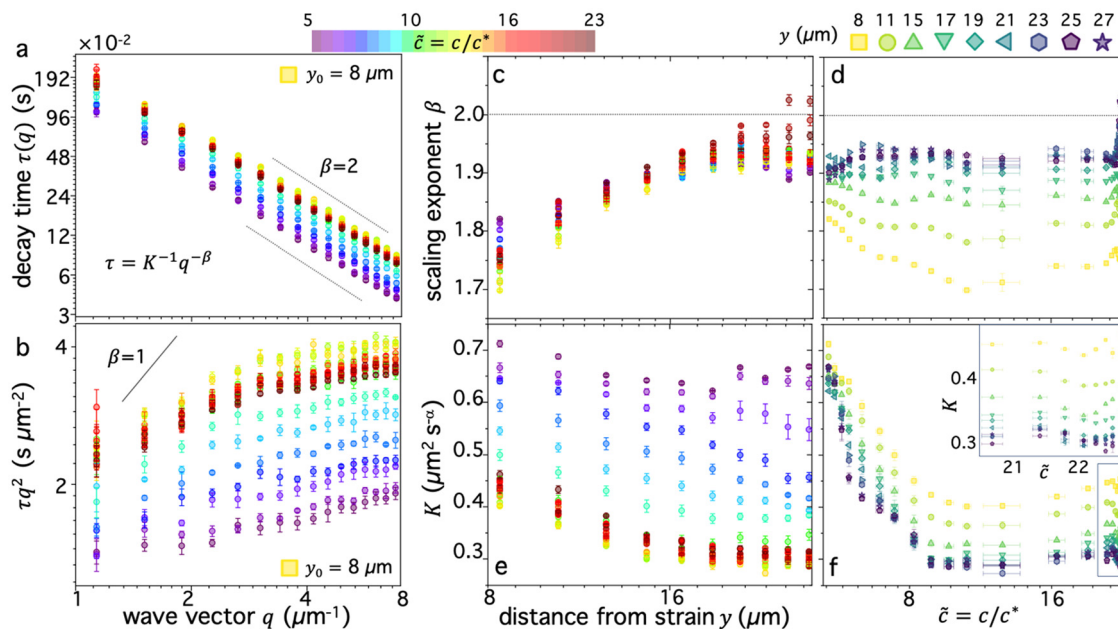 5 10 16 23
c̃ = c/c*
y (µm) 8 11 15 17 19 21 23 25 27
a
×10⁻²
192
96
48
24
12
6
3
decay time τ(q) (s)
y₀ = 8 µm
β=2
τ = K⁻¹q⁻ᵝ
b
4
2
τq² (s µm⁻²)
β=1
y₀ = 8 µm
1 2 4 8
wave vector q (µm⁻¹)
c
2.0
1.9
1.8
1.7
scaling exponent β
d
e
0.7
0.6
0.5
0.4
0.3
K (µm² s⁻ᵅ)
8 16
distance from strain y (µm)
f
K
0.4
0.3
21 22
c̃
8 16
c̃ = c/c*